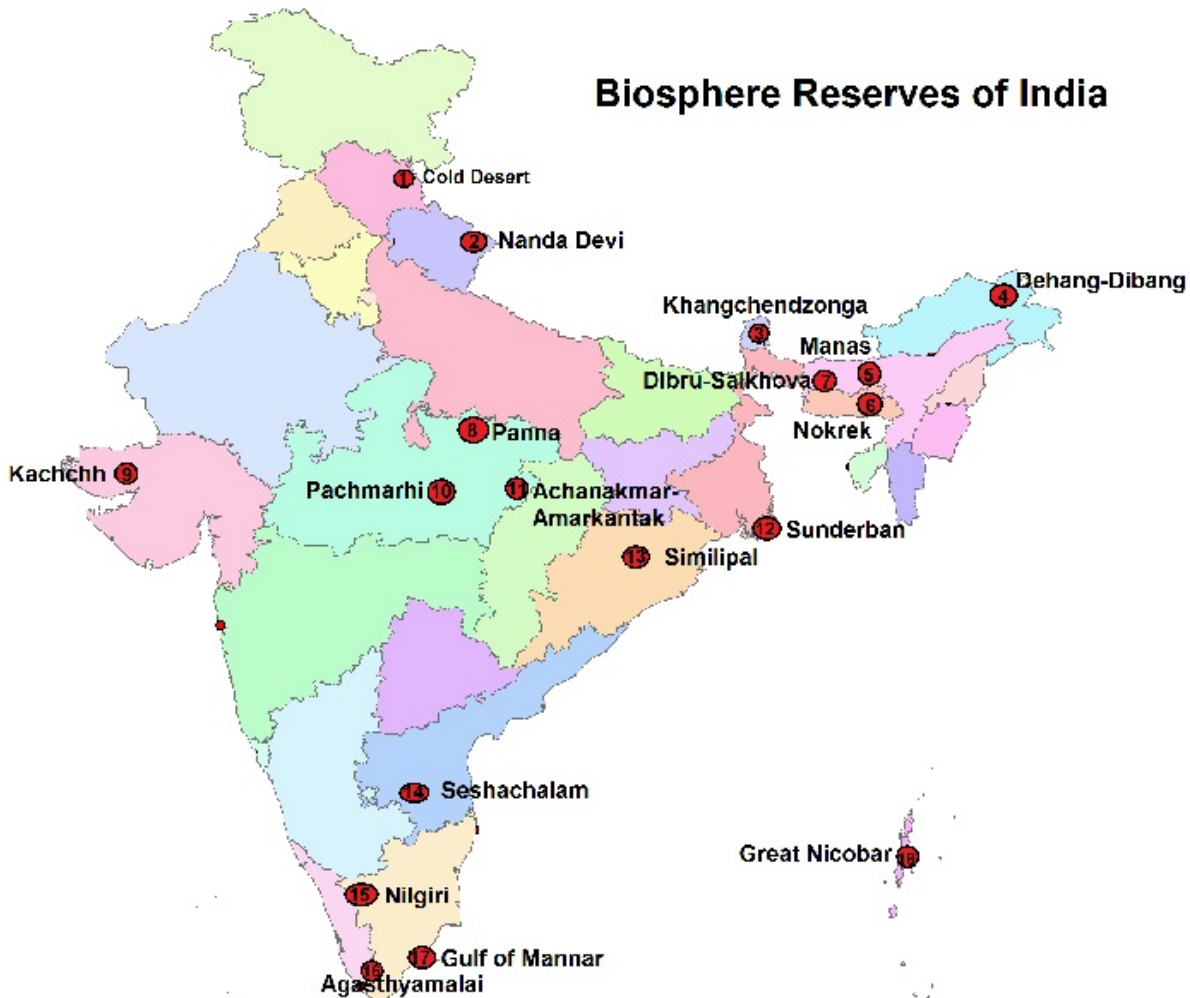 Biosphere Reserves of India
1 Cold Desert
2 Nanda Devi
Dehang-Dibang
4
Khangchendzonga
3
Manas
5
Dibru-Saikhova 7
6
Nokrek
8 Panna
Kachchh 9
Pachmarhi 10
11 Achanakmar-
Amarkantak
12 Sunderban
13 Similipal
14 Seshachalam
Great Nicobar 18
15 Nilgiri
17 Gulf of Mannar
16
Agasthyamalai